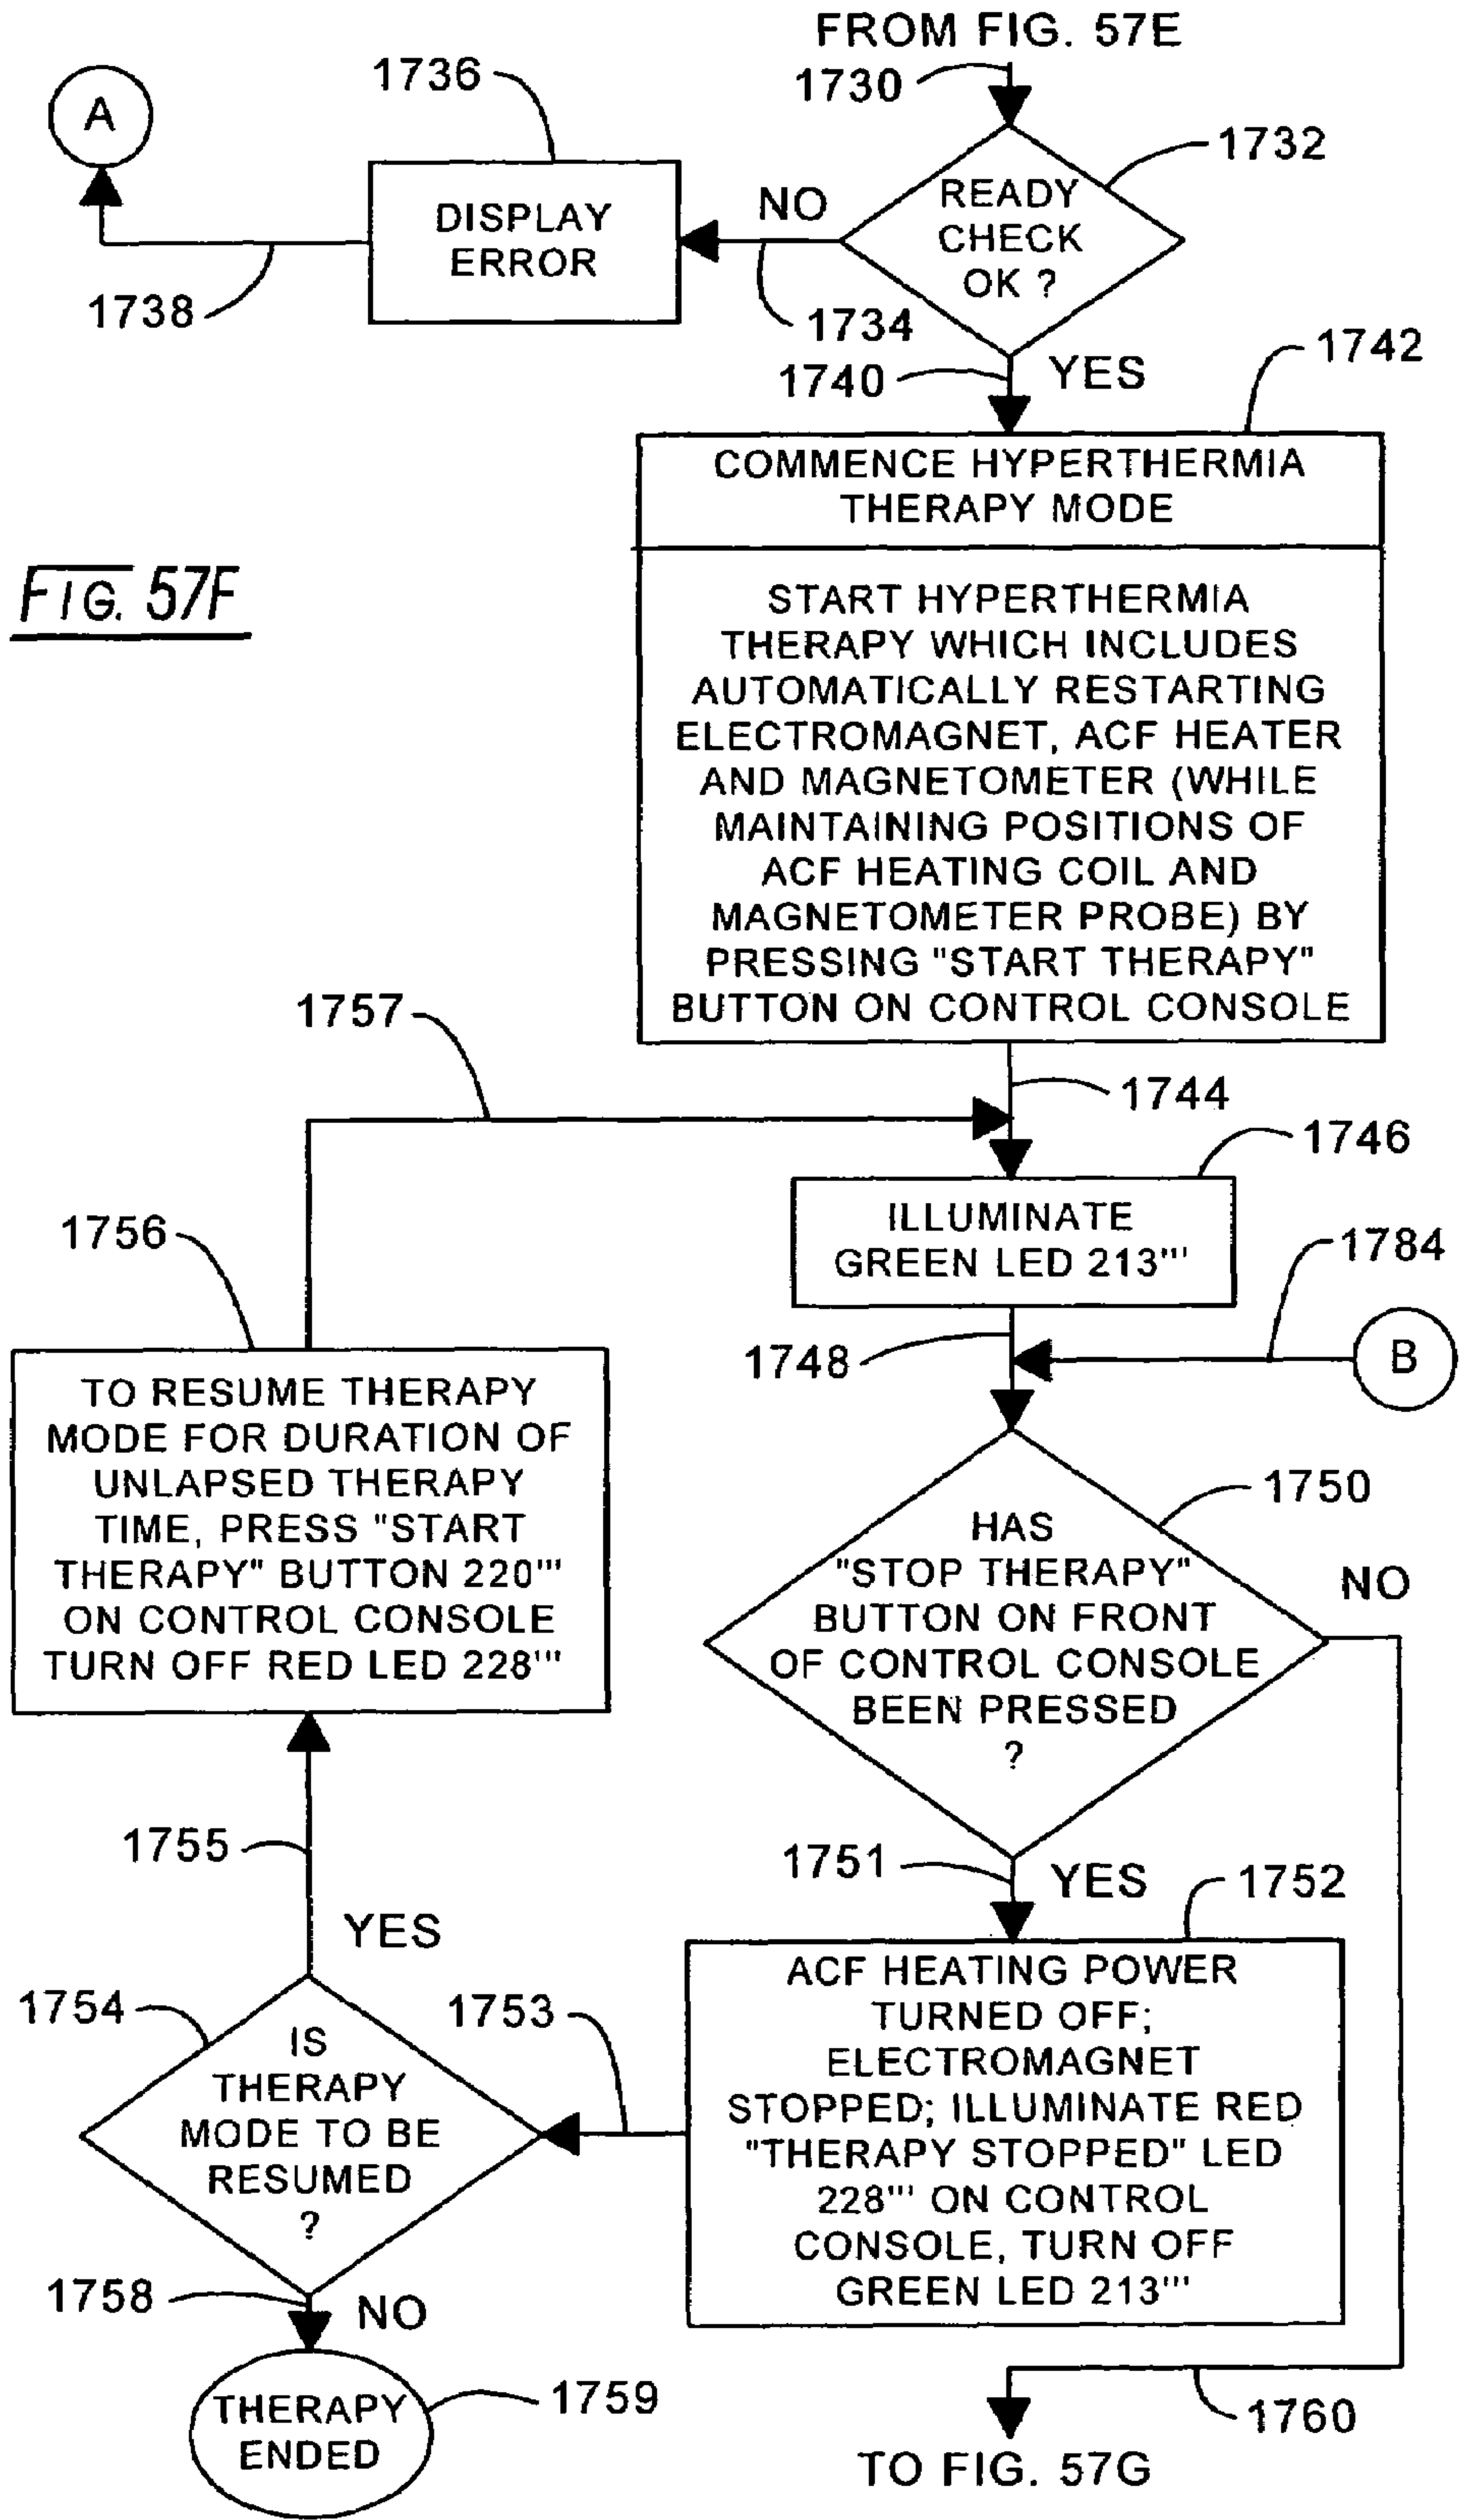 FROM FIG. 57E
1730
1736
A
1732
READY
CHECK
OK ?
NO
DISPLAY
ERROR
1738
1734
1740
YES
1742
COMMENCE HYPERTHERMIA
THERAPY MODE
FIG. 57F
START HYPERTHERMIA
THERAPY WHICH INCLUDES
AUTOMATICALLY RESTARTING
ELECTROMAGNET, ACF HEATER
AND MAGNETOMETER (WHILE
MAINTAINING POSITIONS OF
ACF HEATING COIL AND
MAGNETOMETER PROBE) BY
PRESSING "START THERAPY"
BUTTON ON CONTROL CONSOLE
1757
1744
1746
ILLUMINATE
GREEN LED 213'''
1784
1748
B
1756
TO RESUME THERAPY
MODE FOR DURATION OF
UNLAPSED THERAPY
TIME, PRESS "START
THERAPY" BUTTON 220'''
ON CONTROL CONSOLE
TURN OFF RED LED 228'''
1750
HAS
"STOP THERAPY"
BUTTON ON FRONT
OF CONTROL CONSOLE
BEEN PRESSED
?
NO
1755
1751
YES
1752
YES
1754
IS
THERAPY
MODE TO BE
RESUMED
?
1753
ACF HEATING POWER
TURNED OFF;
ELECTROMAGNET
STOPPED; ILLUMINATE RED
"THERAPY STOPPED" LED
228''' ON CONTROL
CONSOLE, TURN OFF
GREEN LED 213'''
1758
NO
THERAPY
ENDED
1759
1760
TO FIG. 57G